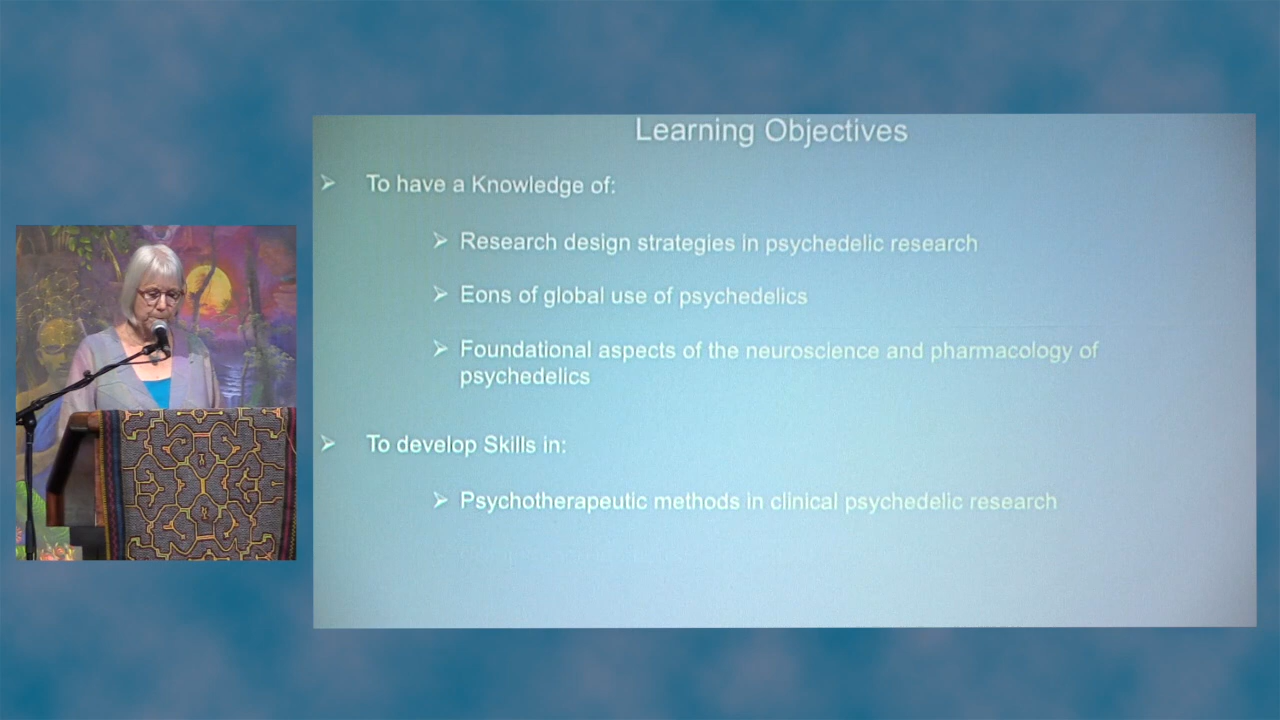 Learning Objectives
➢ To have a Knowledge of:
➢ Research design strategies in psychedelic research
➢ Eons of global use of psychedelics
➢ Foundational aspects of the neuroscience and pharmacology of
psychedelics
➢ To develop Skills in:
➢ Psychotherapeutic methods in clinical psychedelic research